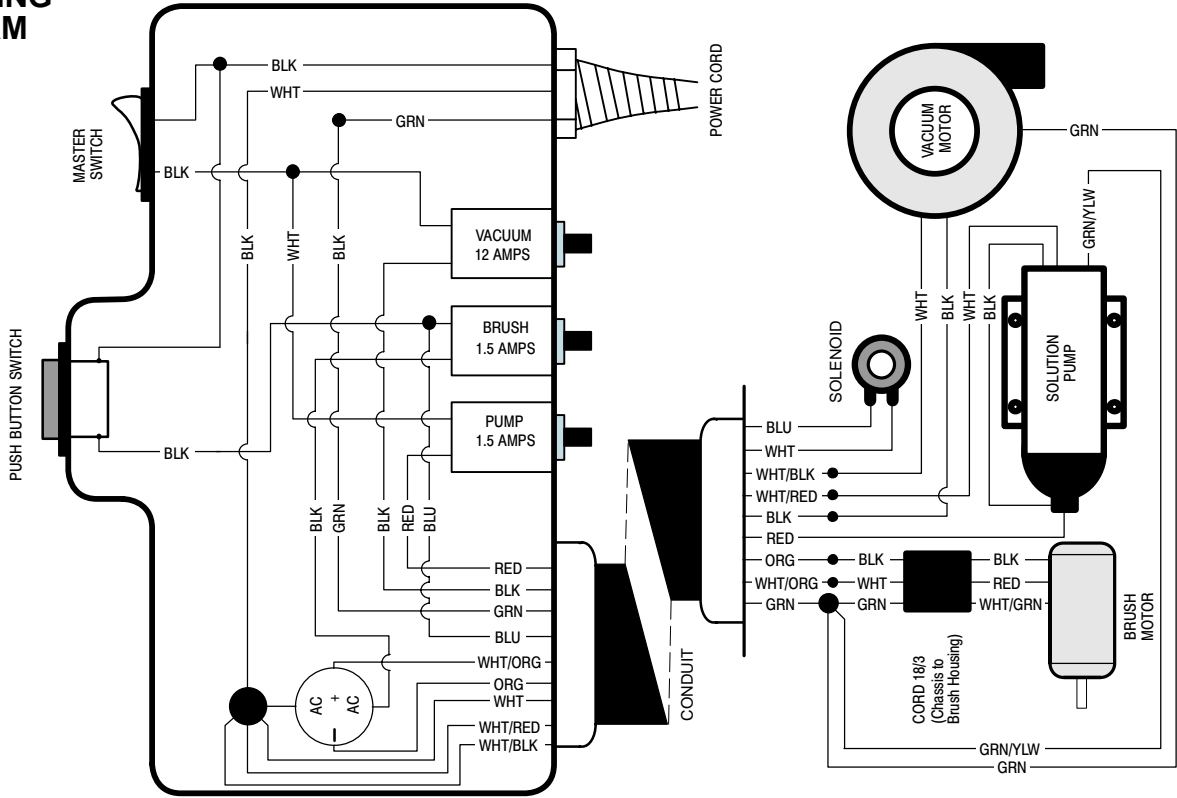 ING
AM
BLK
WHT
GRN
POWER CORD
MASTER
SWITCH
BLK
BLK
WHT
BLK
VACUUM
12 AMPS
BRUSH
1.5 AMPS
PUMP
1.5 AMPS
PUSH BUTTON SWITCH
BLK
BLK
GRN
BLK
RED
BLU
RED
BLK
GRN
BLU
WHT/ORG
ORG
WHT
WHT/RED
WHT/BLK
AC
+
AC
–
CONDUIT
VACUUM
MOTOR
GRN
GRN/YLW
WHT
BLK
WHT
BLK
SOLENOID
SOLUTION
PUMP
BLU
WHT
WHT/BLK
WHT/RED
BLK
RED
ORG
BLK
BLK
WHT/ORG
WHT
RED
GRN
GRN
WHT/GRN
BRUSH
MOTOR
CORD 18/3
(Chassis to
Brush Housing)
GRN/YLW
GRN